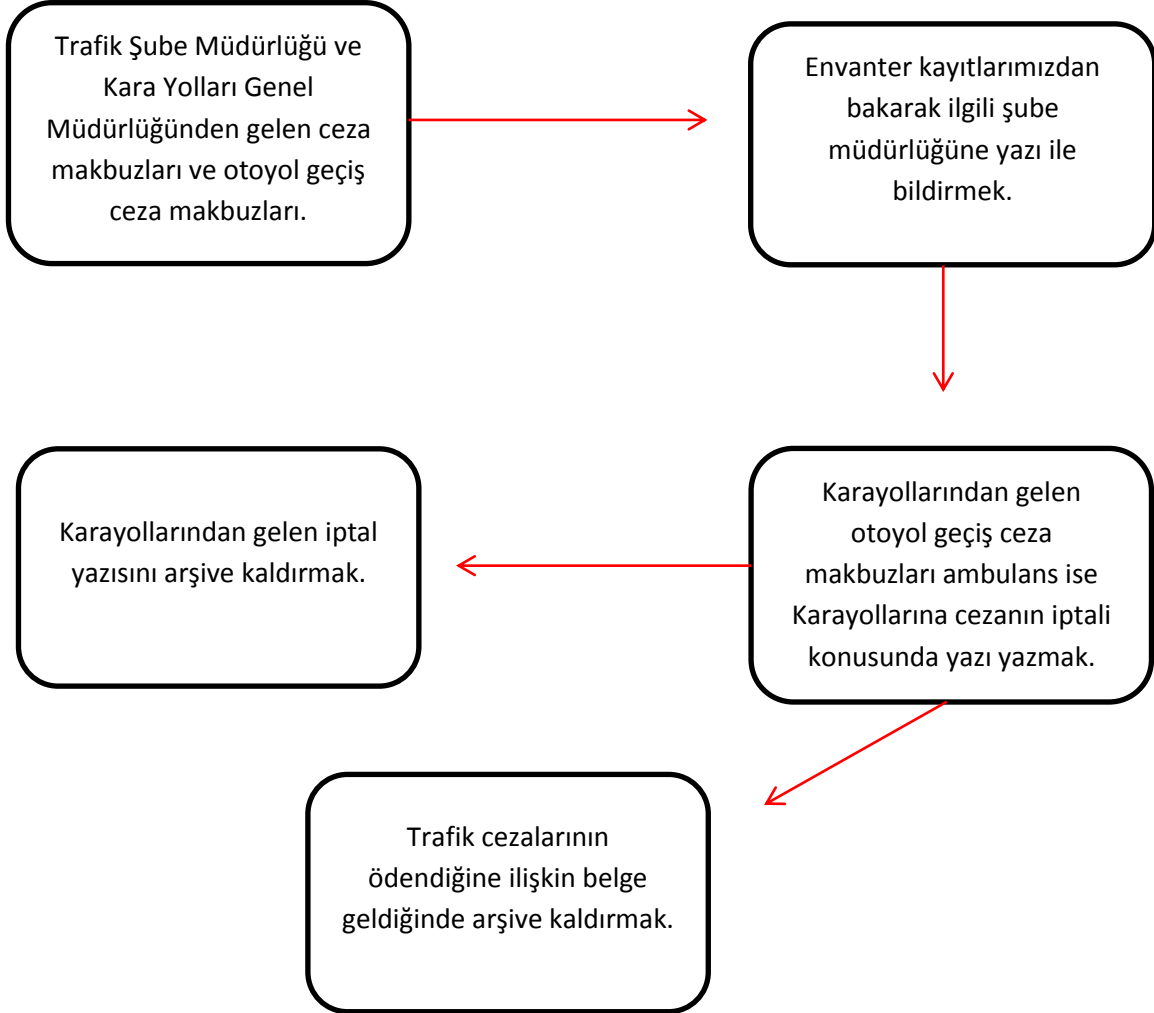 Trafik Şube Müdürlüğü ve
Kara Yolları Genel
Müdürlüğünden gelen ceza
makbuzları ve otoyol geçiş
ceza makbuzları.
Envanter kayıtlarımızdan
bakarak ilgili şube
müdürlüğüne yazı ile
bildirmek.
Karayollarından gelen
otoyol geçiş ceza
makbuzları ambulans ise
Karayollarına cezanın iptali
konusunda yazı yazmak.
Karayollarından gelen iptal
yazısını arşive kaldırmak.
Trafik cezalarının
ödendiğine ilişkin belge
geldiğinde arşive kaldırmak.